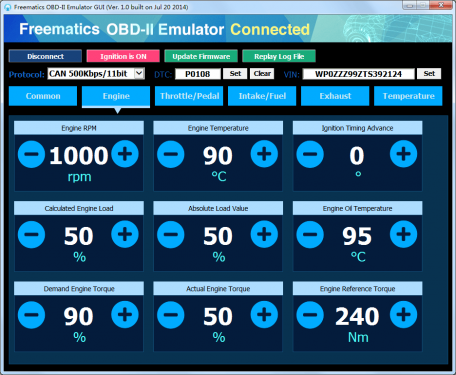 Freematics OBD-II Emulator GUI (Ver. 1.0 built on Jul 20 2014)
Freematics OBD-II Emulator Connected
Disconnect Ignition is ON Update Firmware Replay Log File
Protocol: CAN 500Kbps/11bit DTC: P0108 Set Clear VIN: WP0ZZZ99ZTS392124 Set
Common Engine Throttle/Pedal Intake/Fuel Exhaust Temperature
Engine RPM Engine Temperature Ignition Timing Advance
− 1000 + − 90 + − 0 +
rpm °C °
Calculated Engine Load Absolute Load Value Engine Oil Temperature
− 50 + − 50 + − 95 +
% % °C
Demand Engine Torque Actual Engine Torque Engine Reference Torque
− 90 + − 50 + − 240 +
% % Nm